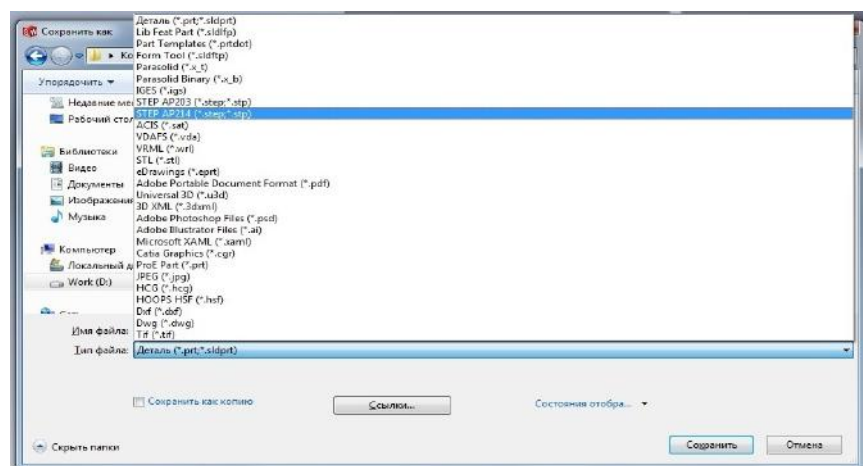 Сохранить как
Ко
Упорядочить
Недавние ме
Рабочий стол
Библиотеки
Видео
Документы
Изображения
Музыка
Компьютер
Локальный д
Work (D:)
Деталь (*.prt;*.sldprt)
Lib Feat Part (*.sldlfp)
Part Templates (*.prtdot)
Form Tool (*.sldftp)
Parasolid (*.x_t)
Parasolid Binary (*.x_b)
IGES (*.igs)
STEP AP203 (*.step;*.stp)
STEP AP214 (*.step;*.stp)
ACIS (*.sat)
VDAFS (*.vda)
VRML (*.wrl)
STL (*.stl)
eDrawings (*.eprt)
Adobe Portable Document Format (*.pdf)
Universal 3D (*.u3d)
3D XML (*.3dxml)
Adobe Photoshop Files (*.psd)
Adobe Illustrator Files (*.ai)
Microsoft XAML (*.xaml)
Catia Graphics (*.cgr)
ProE Part (*.prt)
JPEG (*.jpg)
HCG (*.hcg)
HOOPS HSF (*.hsf)
Dxf (*.dxf)
Dwg (*.dwg)
Tif (*.tif)
Имя файла:
Тип файла: Деталь (*.prt;*.sldprt)
Сохранить как копию
Ссылки...
Состояния отобра...
Скрыть папки
Сохранить
Отмена